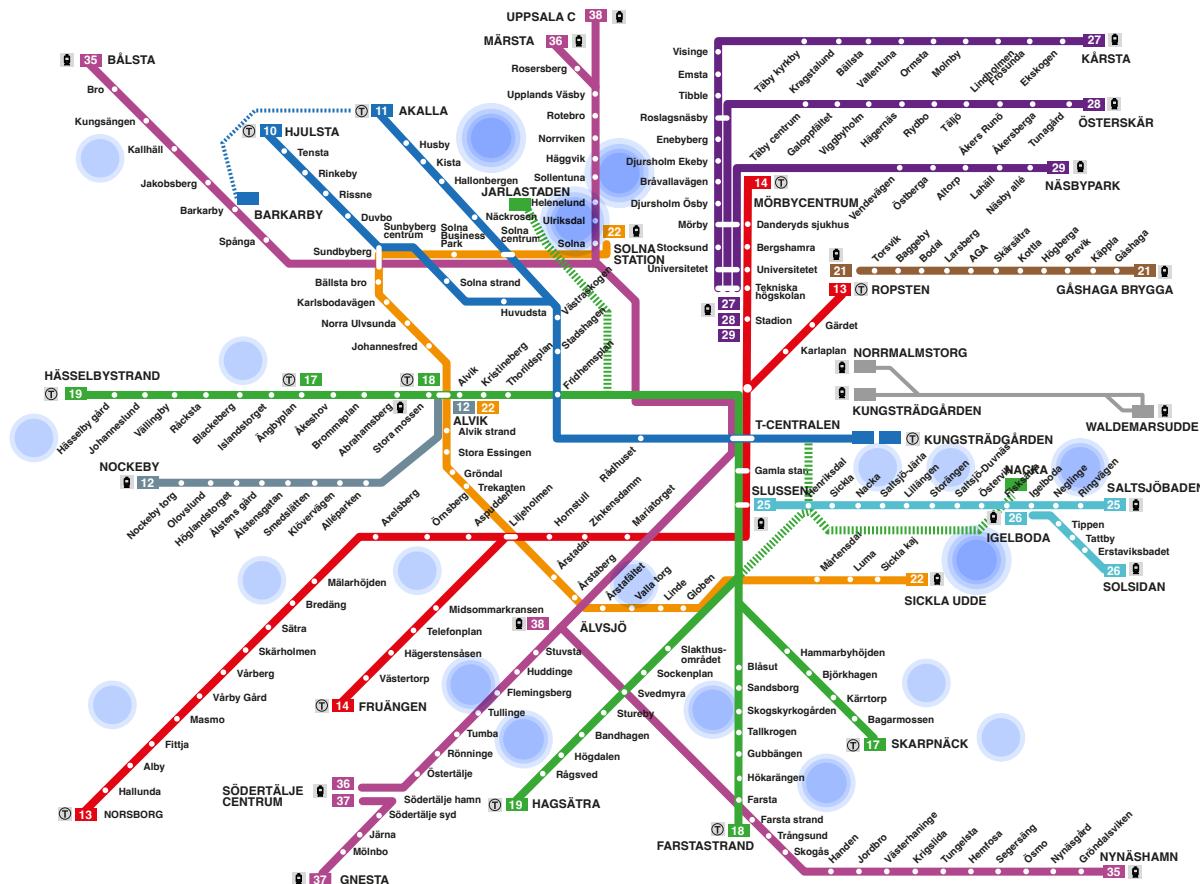 UPPSALA C
38
MÄRSTA
36
Rosersberg
Upplands Väsby
Rotebro
Norrviken
Häggvik
Sollentuna
Helenelund
Ulriksdal
Solna
35
BÅLSTA
Bro
Kungsängen
Kallhäll
Jakobsberg
Barkarby
Spånga
11
AKALLA
Husby
Kista
Hallonbergen
Näckrosen
Solna
centrum
10
HJULSTA
Tensta
Rinkeby
Rissne
Duvbo
Sunbyberg
centrum
Solna
Business
Park
BARKARBY
JARLASTADEN
22
SOLNA
STATION
Sundbyberg
Solna strand
Huvudsta
Västraskogen
Stadshagen
Fridhemsplan
Bällsta bro
Karlsbodavägen
Norra Ulvsunda
Johannesfred
27
KÅRSTA
Visinge
Emsta
Tibble
Roslagsnäsby
Enebyberg
Djursholm Ekeby
Bråvallavägen
Djursholm Ösby
Mörby
Stocksund
Universitetet
Täby Kyrkby
Kragstalund
Bällsta
Vallentuna
Ormsta
Molnby
Lindholmen
Frösunda
Ekskogen
28
ÖSTERSKÄR
Täby centrum
Galoppfältet
Viggbyholm
Hägernäs
Rydbo
Täljö
Åkers Runö
Åkersberga
Tunagård
29
NÄSBYPARK
Vendevägen
Östberga
Altorp
Lahäll
Näsby allé
27
28
29
14
MÖRBYCENTRUM
Danderyds sjukhus
Bergshamra
Universitetet
Tekniska
högskolan
Stadion
21
Torsvik
Baggeby
Bodal
Larsberg
AGA
Skärsätra
Kottla
Högberga
Brevik
Käppla
Gåshaga
21
GÅSHAGA BRYGGA
13
ROPSTEN
Gärdet
Karlaplan
NORRMALMSTORG
KUNGSTRÄDGÅRDEN
WALDEMARSUDDE
HÄSSELBYSTRAND
19
17
18
Hässelby gård
Johannelund
Vällingby
Råcksta
Blackeberg
Islandstorget
Ängbyplan
Åkeshov
Brommaplan
Abrahamsberg
Stora mossen
Alvik
Kristineberg
Thorildsplan
12
22
ALVIK
Alvik strand
Stora Essingen
Gröndal
Trekanten
NOCKEBY
12
Nockeby torg
Olovslund
Höglandstorget
Ålstens gård
Ålstensgatan
Smedslätten
Klövervägen
Alléparken
Rådhuset
T-CENTRALEN
KUNGSTRÄDGÅRDEN
Gamla stan
SLUSSEN
25
Henriksdal
Sickla
Nacka
Saltsjö-Järla
Lillängen
Storängen
Saltsjö-Duvnäs
Östervik
Fisksätra
NACKA
Igelboda
Neglinge
Ringvägen
SALTSJÖBADEN
25
26
IGELBODA
Tippen
Tattby
Erstaviksbadet
26
SOLSIDAN
Axelsberg
Örnsberg
Aspudden
Liljeholmen
Hornstull
Zinkensdamm
Mariatorget
Mälarhöjden
Bredäng
Sätra
Skärholmen
Vårberg
Vårby Gård
Masmo
Fittja
Alby
Hallunda
13
NORSBORG
Midsommarkransen
Telefonplan
Hägerstensåsen
Västertorp
14
FRUÄNGEN
Årstadal
Årstaberg
Årstafältet
Valla torg
Linde
Globen
Mårtensdal
Luma
Sickla kaj
22
SICKLA UDDE
38
ÄLVSJÖ
Stuvsta
Huddinge
Flemingsberg
Tullinge
Tumba
Rönninge
Östertälje
SÖDERTÄLJE
CENTRUM
36
37
Södertälje hamn
Södertälje syd
Järna
Mölnbo
37
GNESTA
Slakthus-
området
Sockenplan
Svedmyra
Stureby
Bandhagen
Högdalen
Rågsved
19
HAGSÄTRA
Blåsut
Sandsborg
Skogskyrkogården
Tallkrogen
Gubbängen
Hökarängen
Farsta
18
FARSTASTRAND
Hammarbyhöjden
Björkhagen
Kärrtorp
Bagarmossen
17
SKARPNÄCK
Farsta strand
Trångsund
Skogås
Handen
Jordbro
Västerhaninge
Krigslida
Tungelsta
Hemfosa
Segersäng
Ösmo
Nynäsgård
Gröndalsviken
NYNÄSHAMN
35